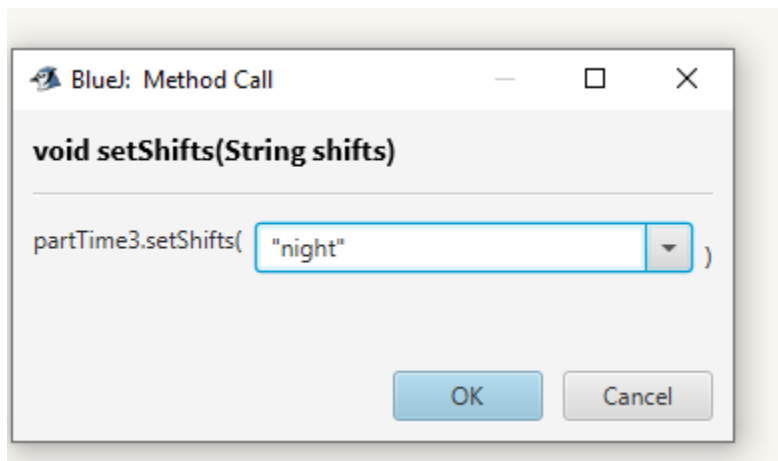 BlueJ: Method Call
void setShifts(String shifts)
partTime3.setShifts( "night" )
OK Cancel